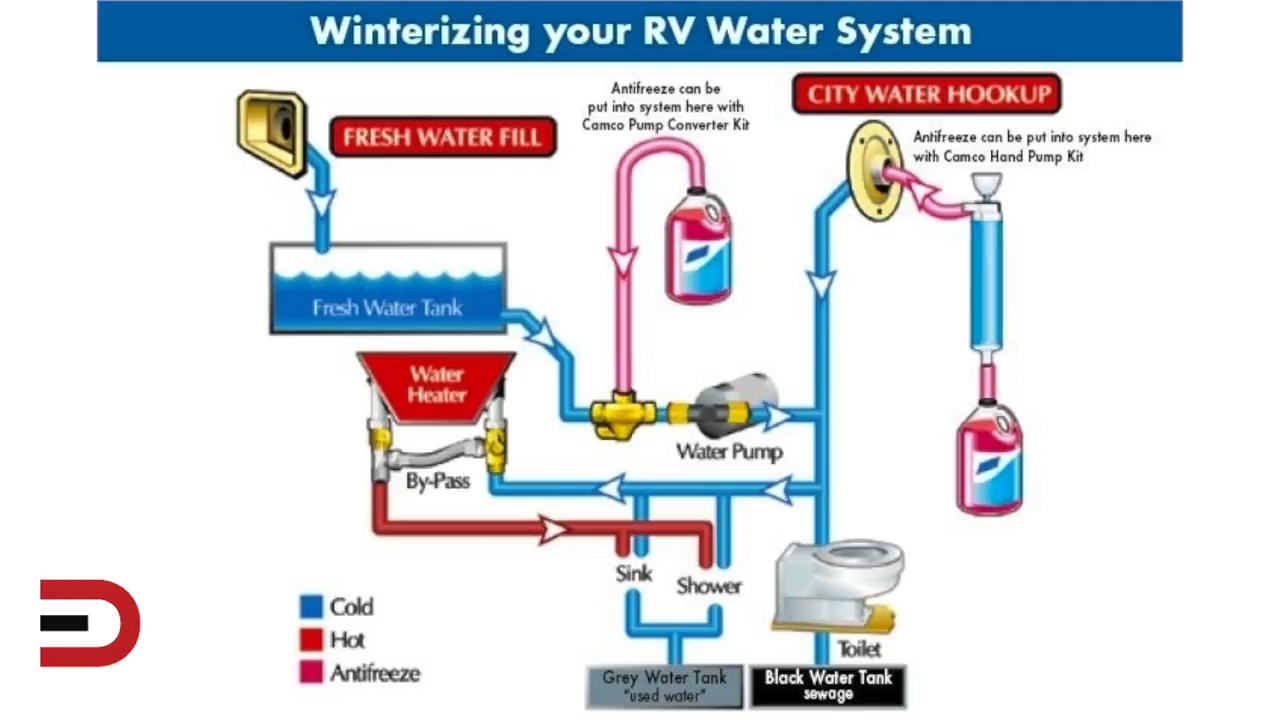 Winterizing your RV Water System
Antifreeze can be
put into system here with
Camco Pump Converter Kit
CITY WATER HOOKUP
FRESH WATER FILL
Antifreeze can be put into system here
with Camco Hand Pump Kit
Fresh Water Tank
Water
Heater
Water Pump
By-Pass
Sink
Shower
Cold
Hot
Antifreeze
Toilet
Grey Water Tank
"used water"
Black Water Tank
sewage